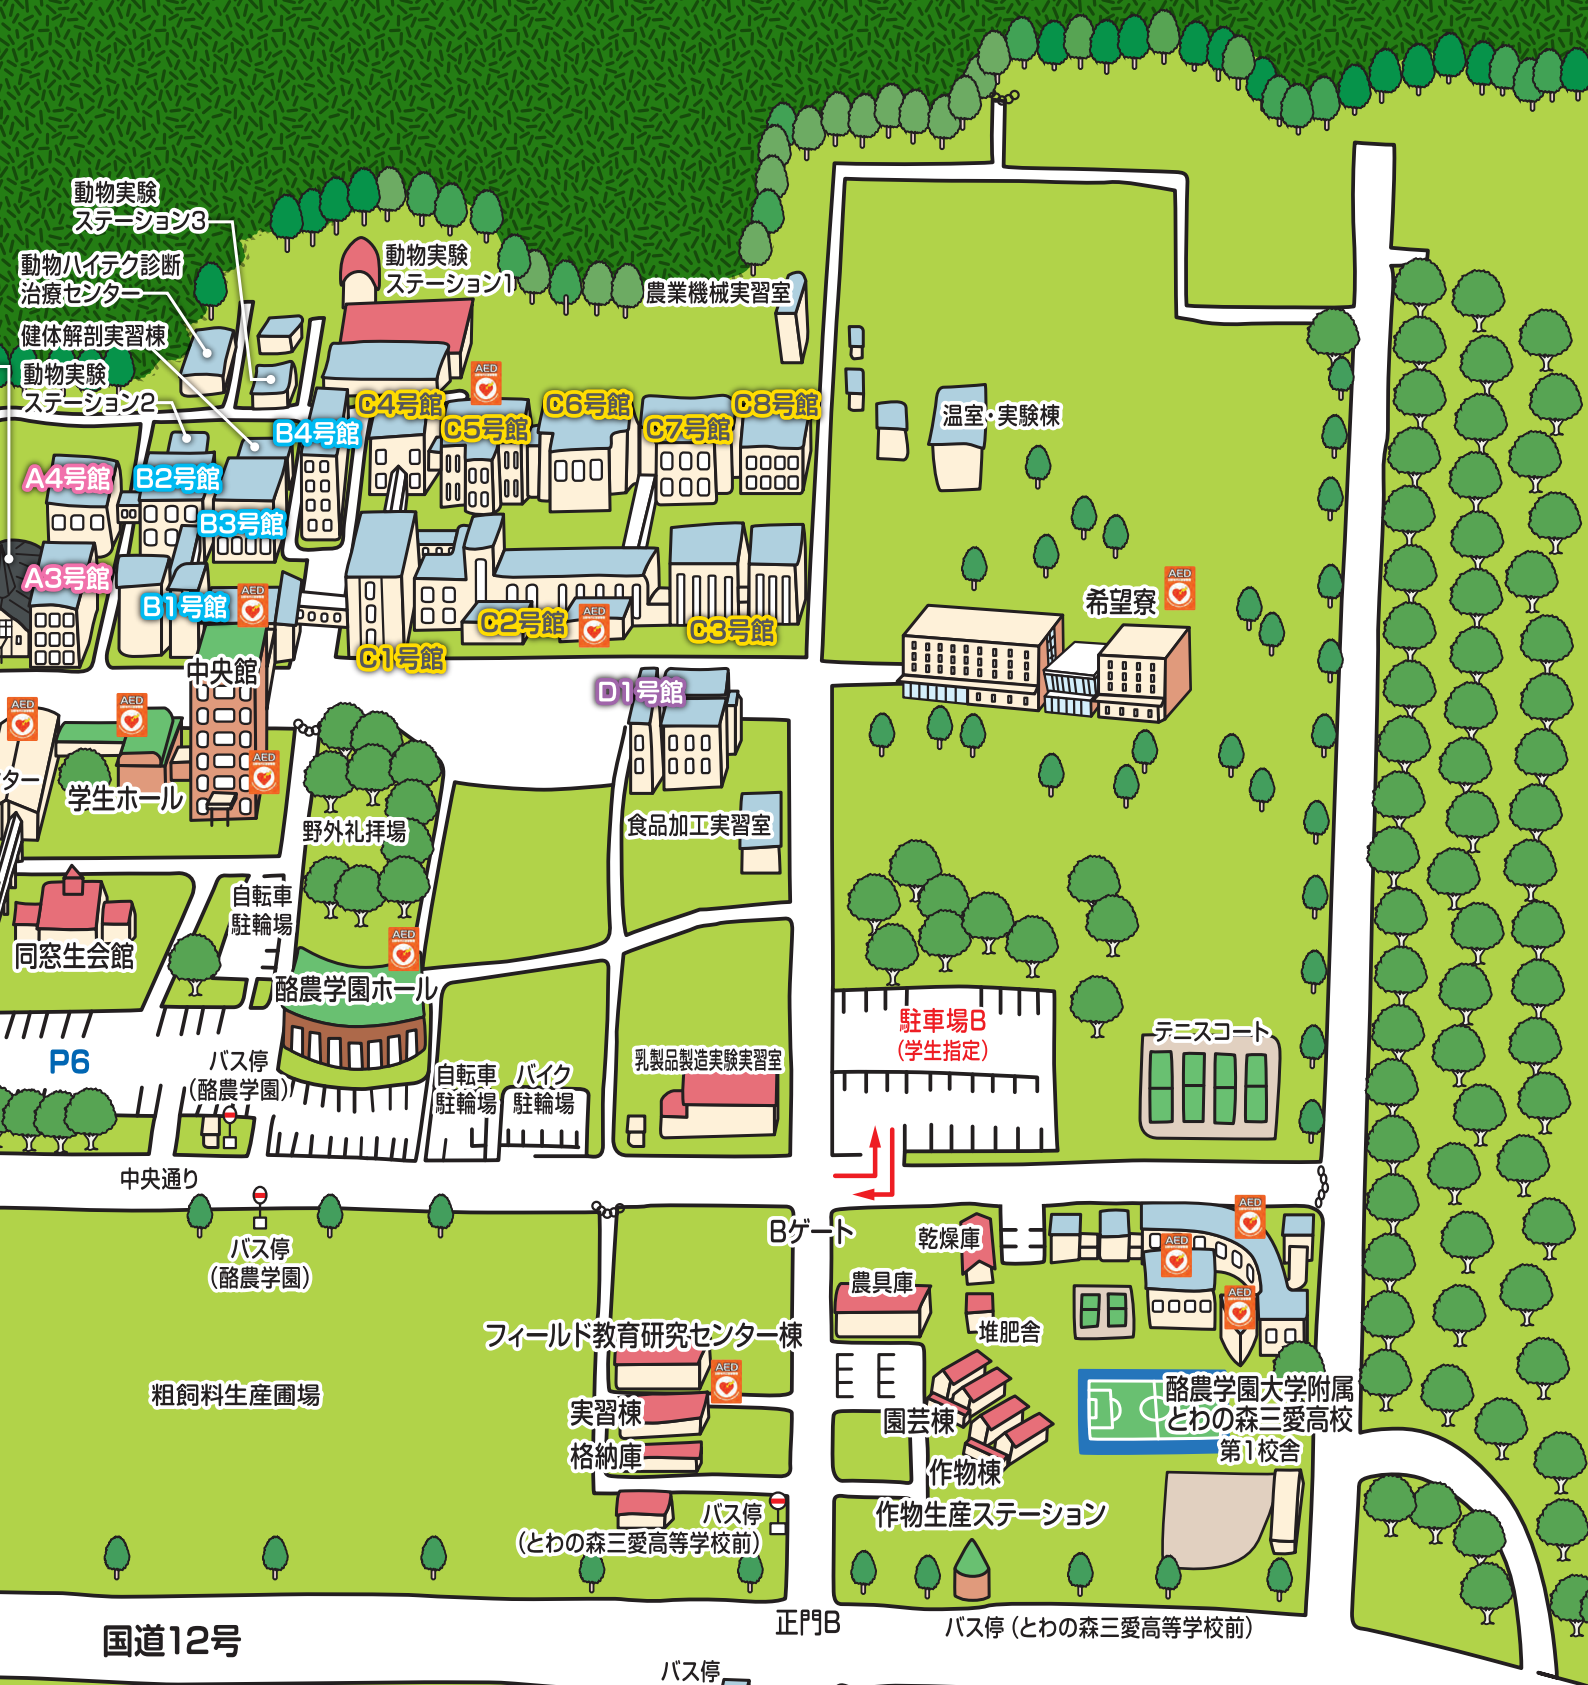 動物実験
ステーション3
動物ハイテク診断
治療センター
健体解剖実習棟
動物実験
ステーション2
動物実験
ステーション1
農業機械実習室
AED
C4号館
C5号館
C6号館
C7号館
C8号館
B4号館
A4号館
B2号館
B3号館
A3号館
B1号館
AED
C2号館
AED
C3号館
C1号館
温室・実験棟
希望寮
AED
中央館
D1号館
AED
AED
AED
ター
学生ホール
野外礼拝場
食品加工実習室
自転車
駐輪場
同窓生会館
AED
酪農学園ホール
P6
バス停
(酪農学園)
自転車
駐輪場
バイク
駐輪場
乳製品製造実験実習室
駐車場B
(学生指定)
テニスコート
中央通り
バス停
(酪農学園)
Bゲート
乾燥庫
農具庫
堆肥舎
AED
AED
AED
フィールド教育研究センター棟
AED
粗飼料生産圃場
実習棟
格納庫
園芸棟
作物棟
作物生産ステーション
酪農学園大学附属
とわの森三愛高校
第1校舎
バス停
(とわの森三愛高等学校前)
正門B
バス停(とわの森三愛高等学校前)
国道12号
バス停